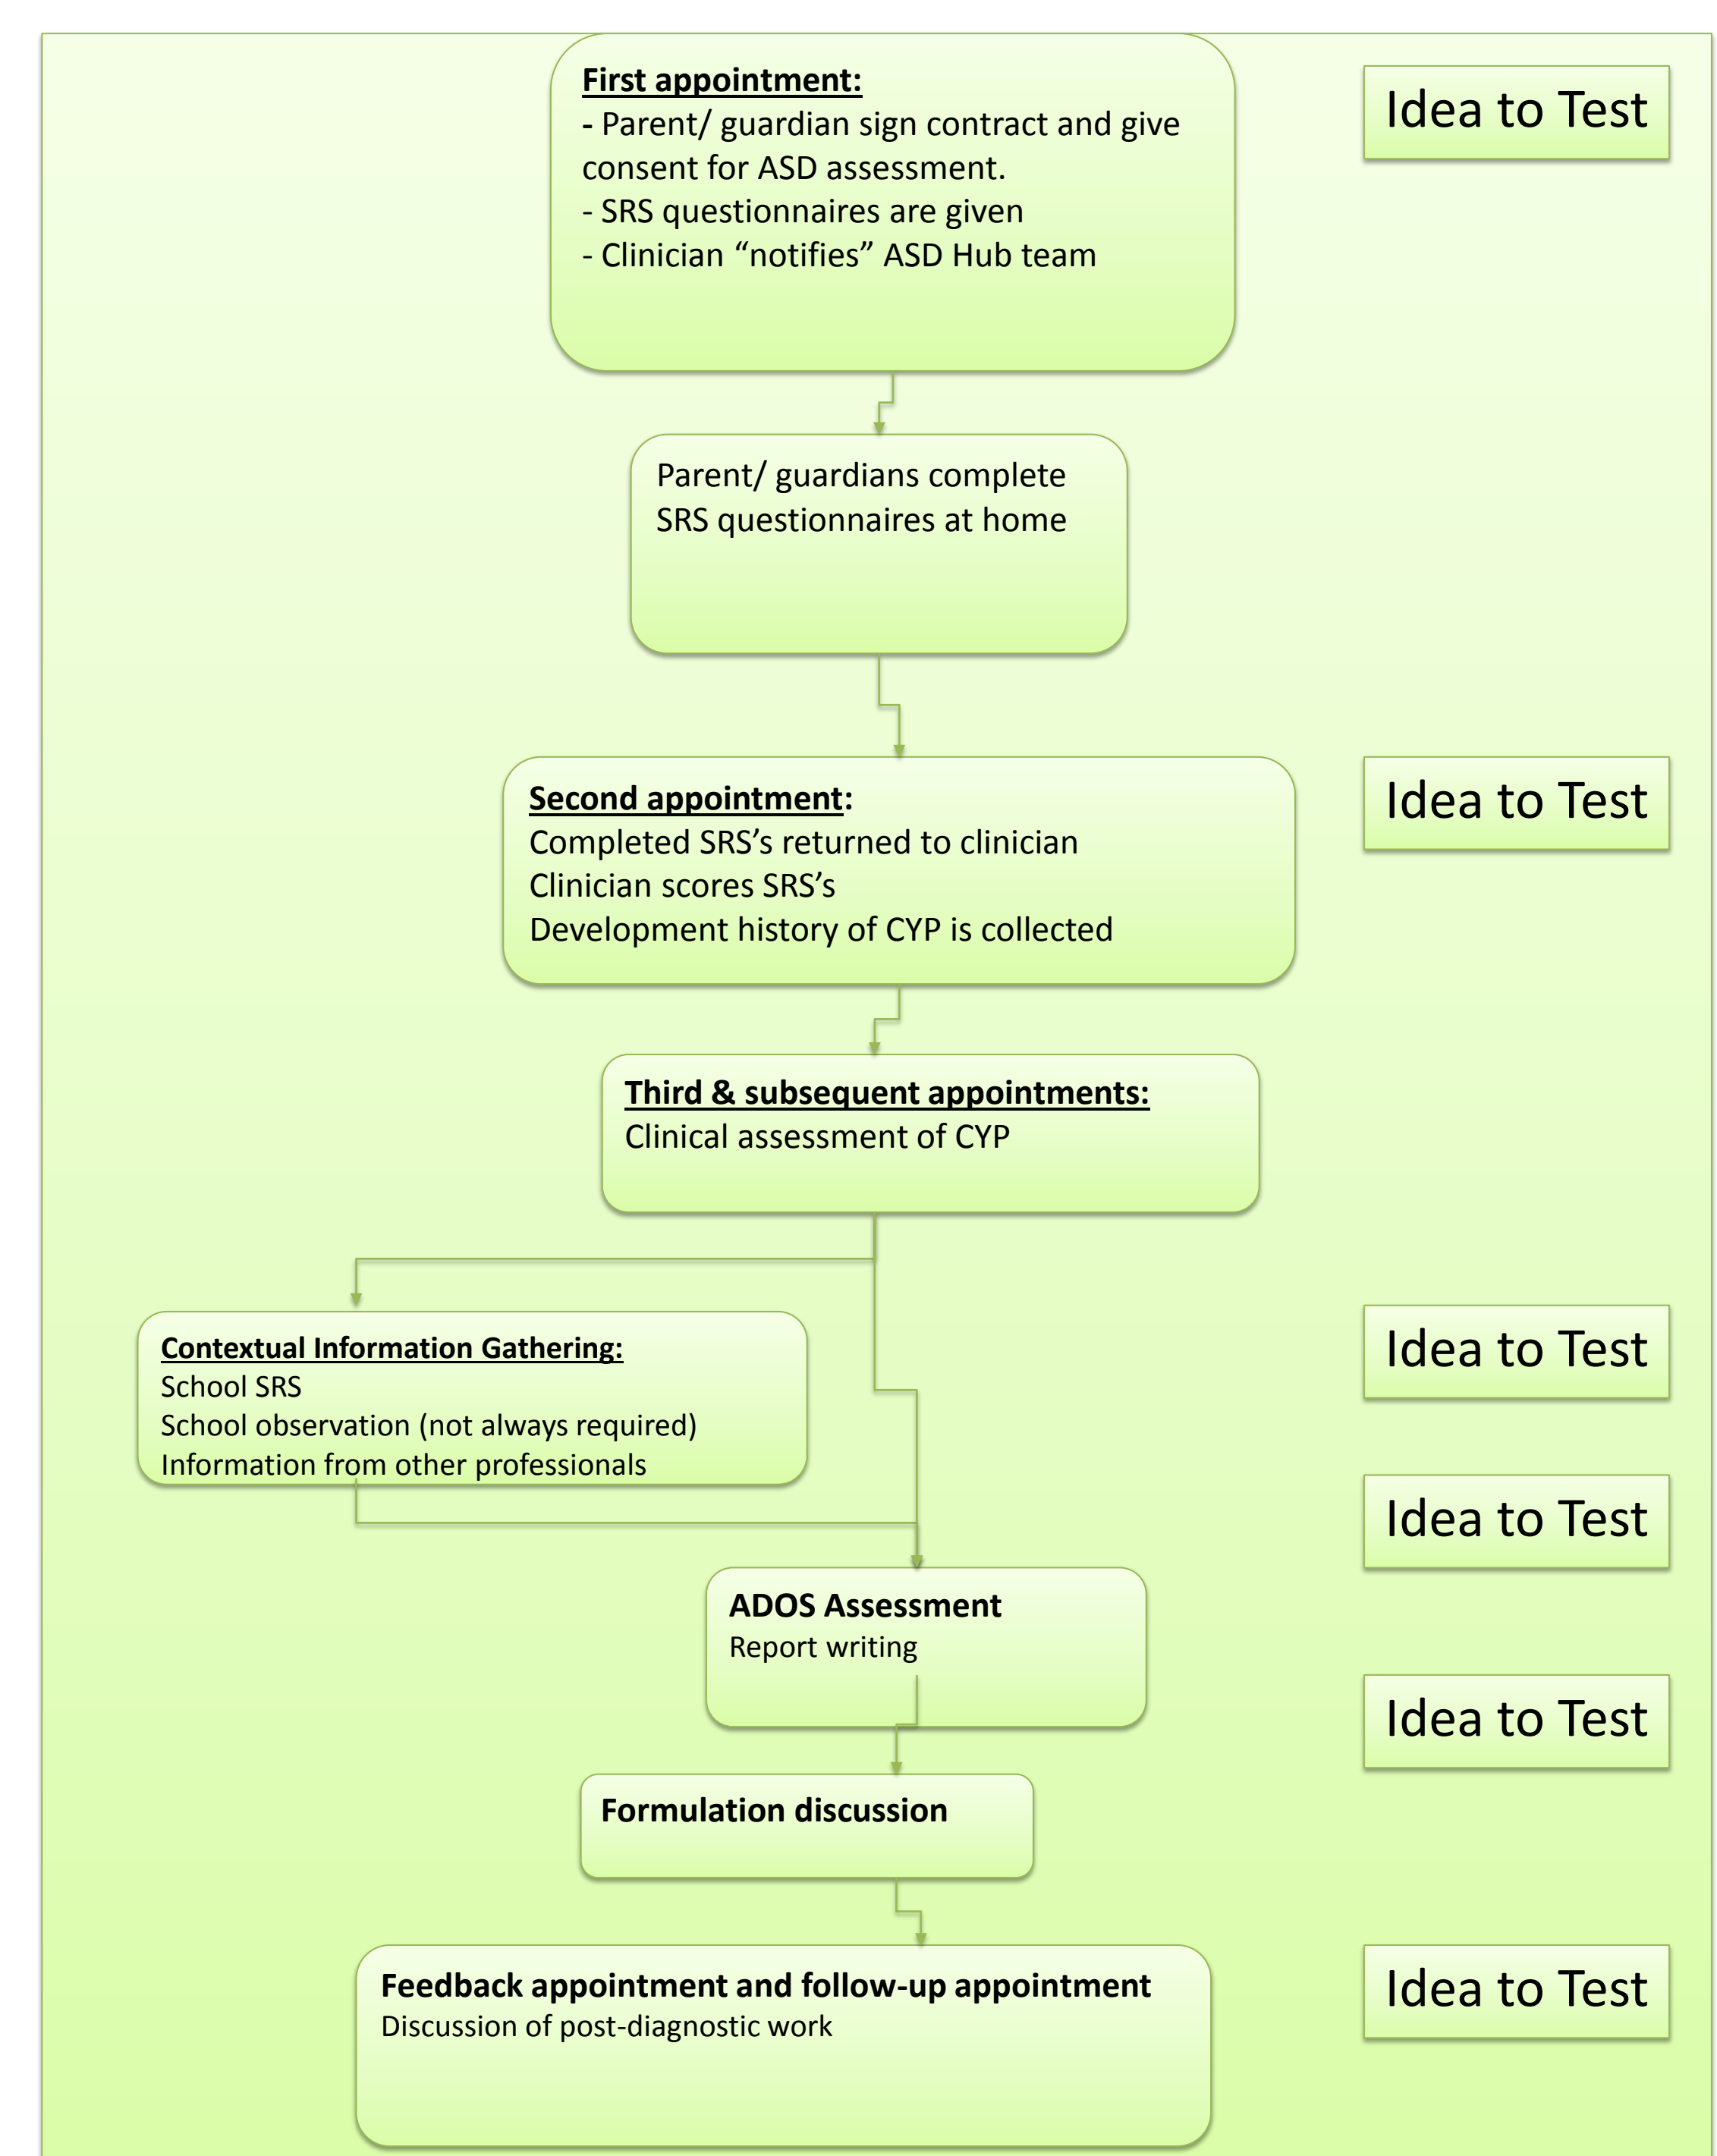 First appointment:
- Parent/ guardian sign contract and give
consent for ASD assessment.
- SRS questionnaires are given
- Clinician “notifies” ASD Hub team
Idea to Test
Parent/ guardians complete
SRS questionnaires at home
Second appointment:
Completed SRS’s returned to clinician
Clinician scores SRS’s
Development history of CYP is collected
Idea to Test
Third & subsequent appointments:
Clinical assessment of CYP
Contextual Information Gathering:
School SRS
School observation (not always required)
Information from other professionals
Idea to Test
Idea to Test
ADOS Assessment
Report writing
Idea to Test
Formulation discussion
Feedback appointment and follow-up appointment
Discussion of post-diagnostic work
Idea to Test